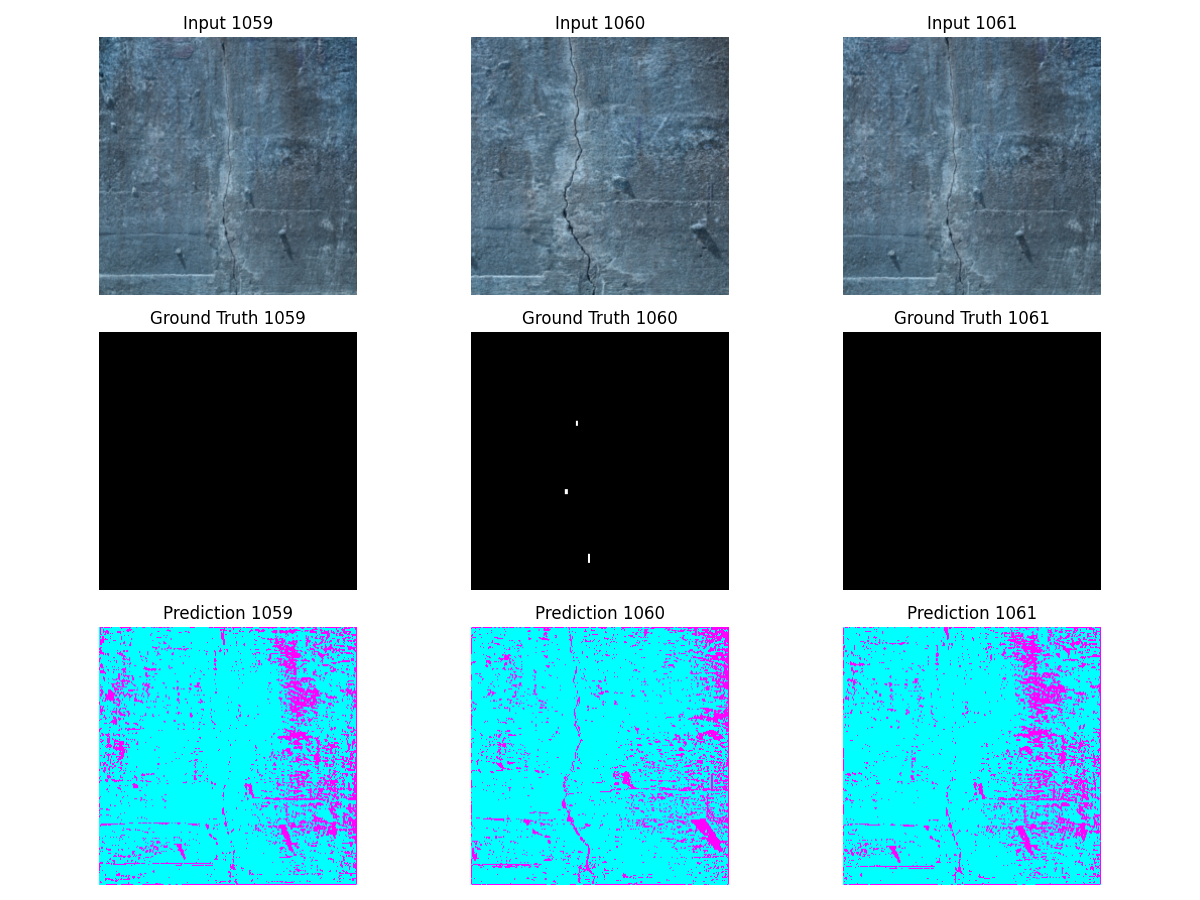 Input 1059
Input 1060
Input 1061
Ground Truth 1059
Ground Truth 1060
Ground Truth 1061
Prediction 1059
Prediction 1060
Prediction 1061